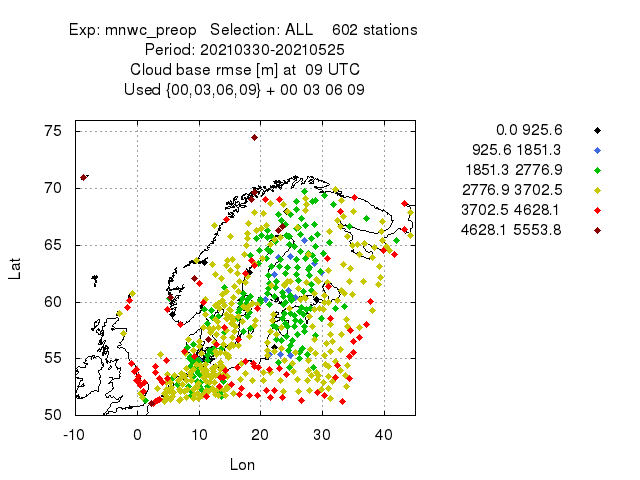 Exp: mnwc_preop   Selection: ALL    602 stations
Period: 20210330-20210525
Cloud base rmse [m] at  09 UTC
Used {00,03,06,09} + 00 03 06 09
0.0 925.6
925.6 1851.3
1851.3 2776.9
2776.9 3702.5
3702.5 4628.1
4628.1 5553.8
75
70
65
60
55
50
Lat
-10 0 10 20 30 40
Lon